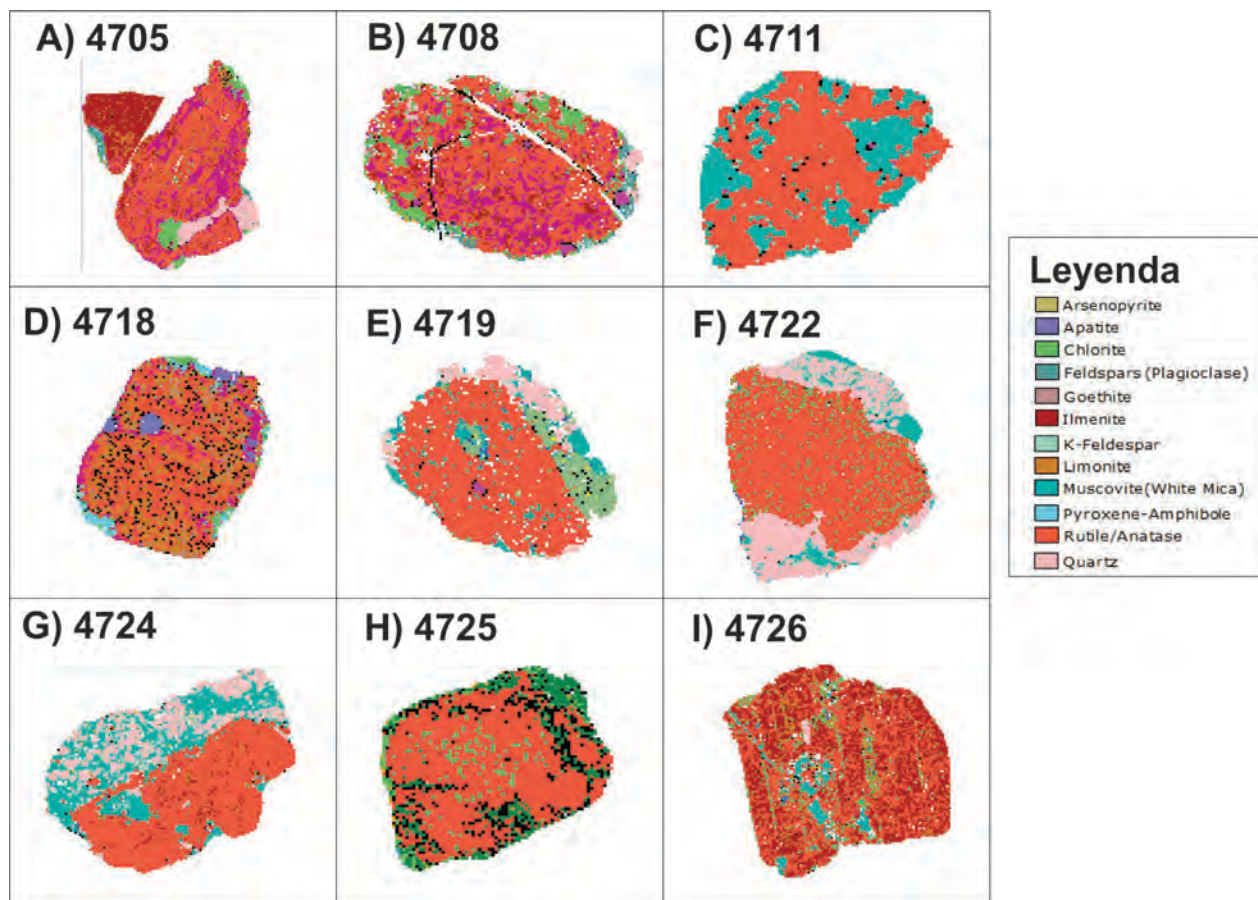 A) 4705
B) 4708
C) 4711
D) 4718
E) 4719
F) 4722
G) 4724
H) 4725
I) 4726
Leyenda
Arsenopyrite
Apatite
Chlorite
Feldspars (Plagioclase)
Goethite
Ilmenite
K-Feldespar
Limonite
Muscovite(White Mica)
Pyroxene-Amphibole
Rutile/Anatase
Quartz